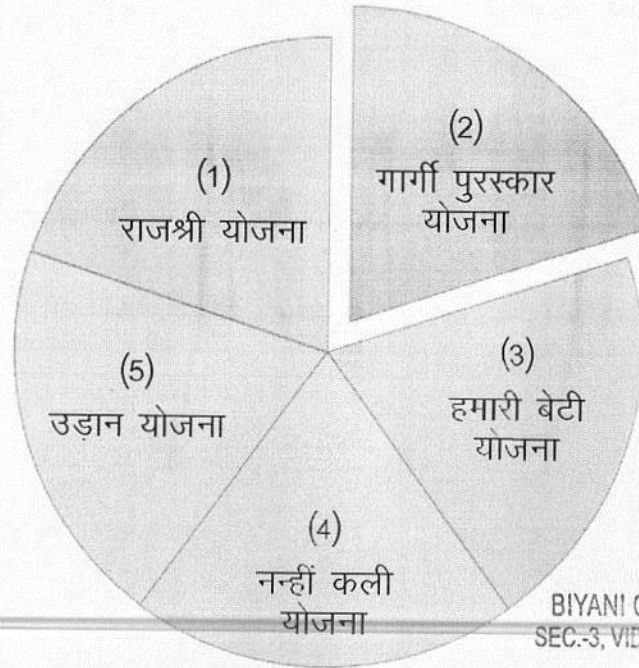 (1)
राजश्री योजना
(2)
गार्गी पुरस्कार
योजना
(3)
हमारी बेटी
योजना
(4)
नन्हीं कली
योजना
(5)
उड़ान योजना
BIYANI
SEC.-3,